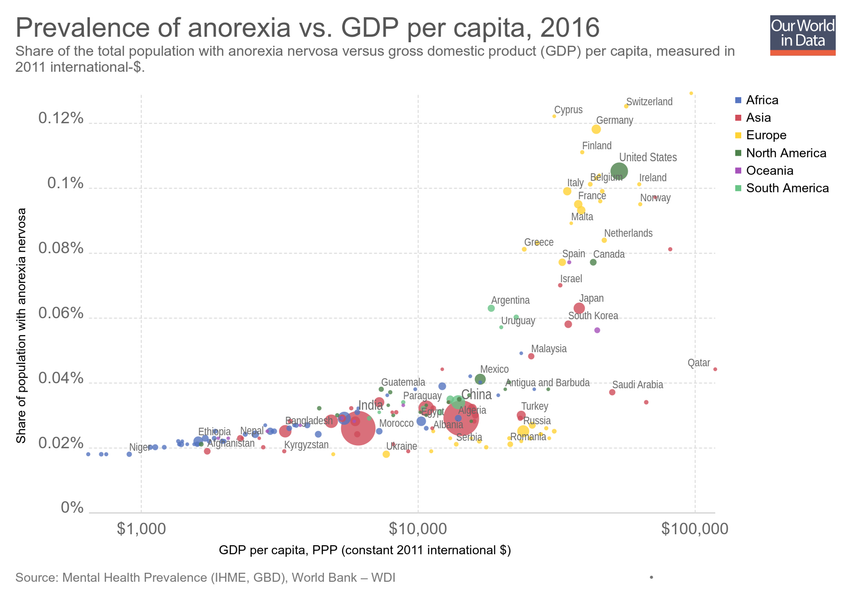 Prevalence of anorexia vs. GDP per capita, 2016
Share of the total population with anorexia nervosa versus gross domestic product (GDP) per capita, measured in
2011 international-$.
Our World
in Data
Africa
Asia
Europe
North America
Oceania
South America
Share of population with anorexia nervosa
0.12%
0.1%
0.08%
0.06%
0.04%
0.02%
0%
Switzerland
Cyprus
Germany
Finland
United States
Belgium
Ireland
Italy
France
Norway
Malta
Netherlands
Greece
Spain
Canada
Israel
Argentina
Japan
Uruguay
South Korea
Malaysia
Qatar
Mexico
Guatemala
Antigua and Barbuda
Saudi Arabia
Paraguay
China
India
Egypt
Algeria
Turkey
Bangladesh
Morocco
Albania
Russia
Ethiopia
Nepal
Serbia
Romania
Niger
Afghanistan
Kyrgyzstan
Ukraine
$1,000
$10,000
$100,000
GDP per capita, PPP (constant 2011 international $)
Source: Mental Health Prevalence (IHME, GBD), World Bank – WDI